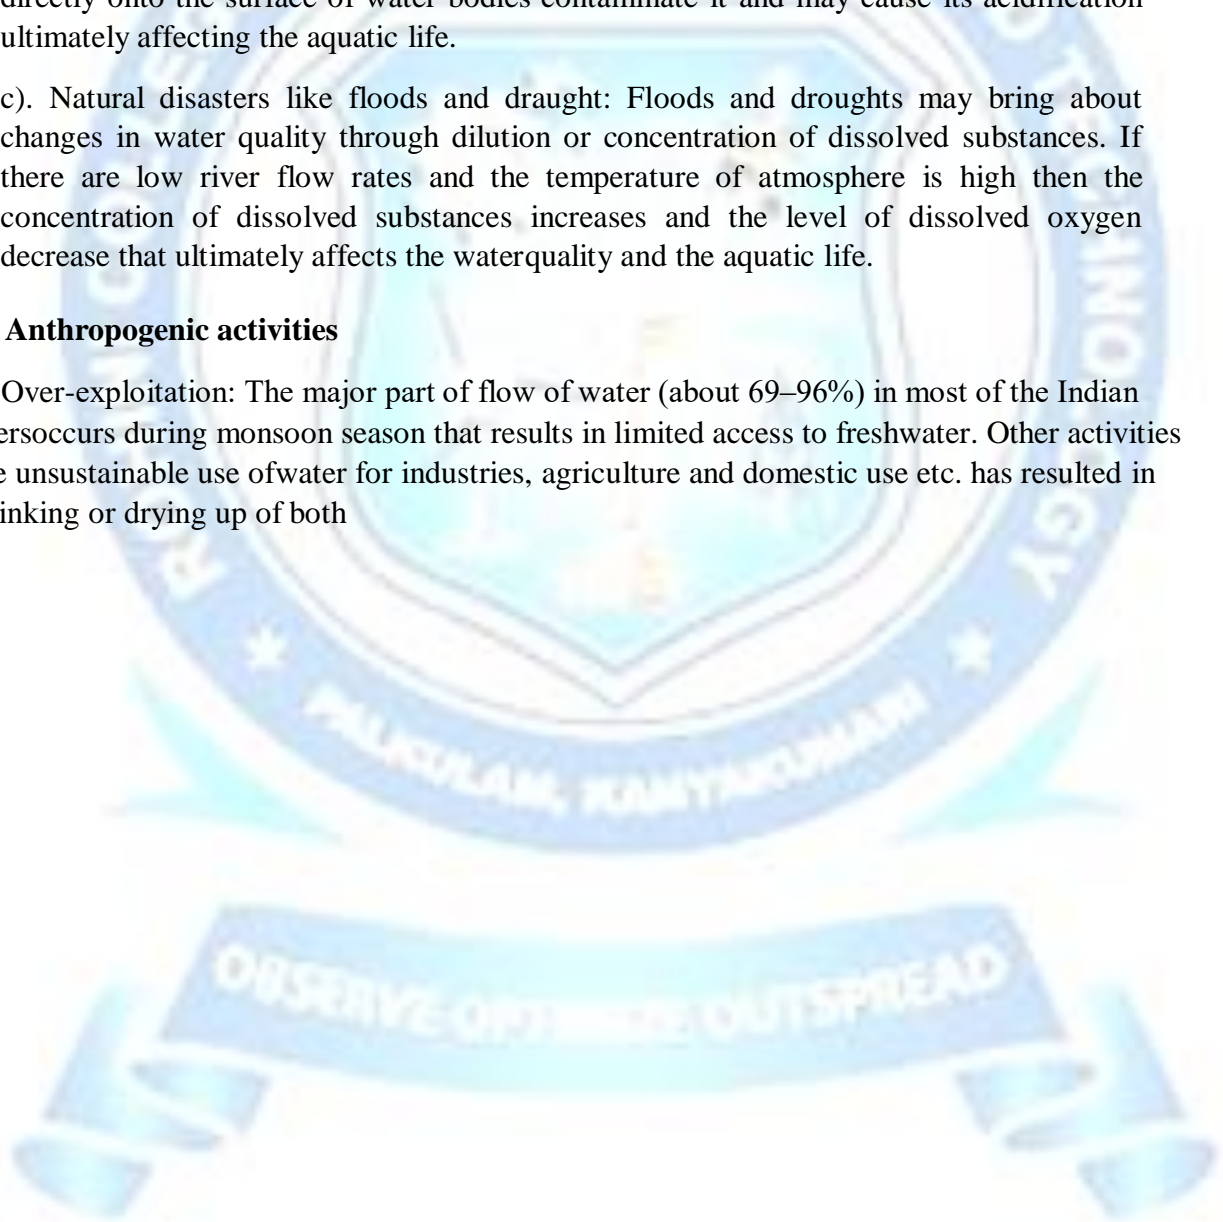 directly onto the surface of water bodies contaminate it and may cause its acidification
ultimately affecting the aquatic life.
c). Natural disasters like floods and draught: Floods and droughts may bring about
changes in water quality through dilution or concentration of dissolved substances. If
there are low river flow rates and the temperature of atmosphere is high then the
concentration of dissolved substances increases and the level of dissolved oxygen
decrease that ultimately affects the waterquality and the aquatic life.
Anthropogenic activities
Over-exploitation: The major part of flow of water (about 69–96%) in most of the Indian
ersoccurs during monsoon season that results in limited access to freshwater. Other activities
e unsustainable use ofwater for industries, agriculture and domestic use etc. has resulted in
inking or drying up of both
PALKULAM, KANYAKUMARI
OBSERVE OPTIMIZE OUTSPREAD